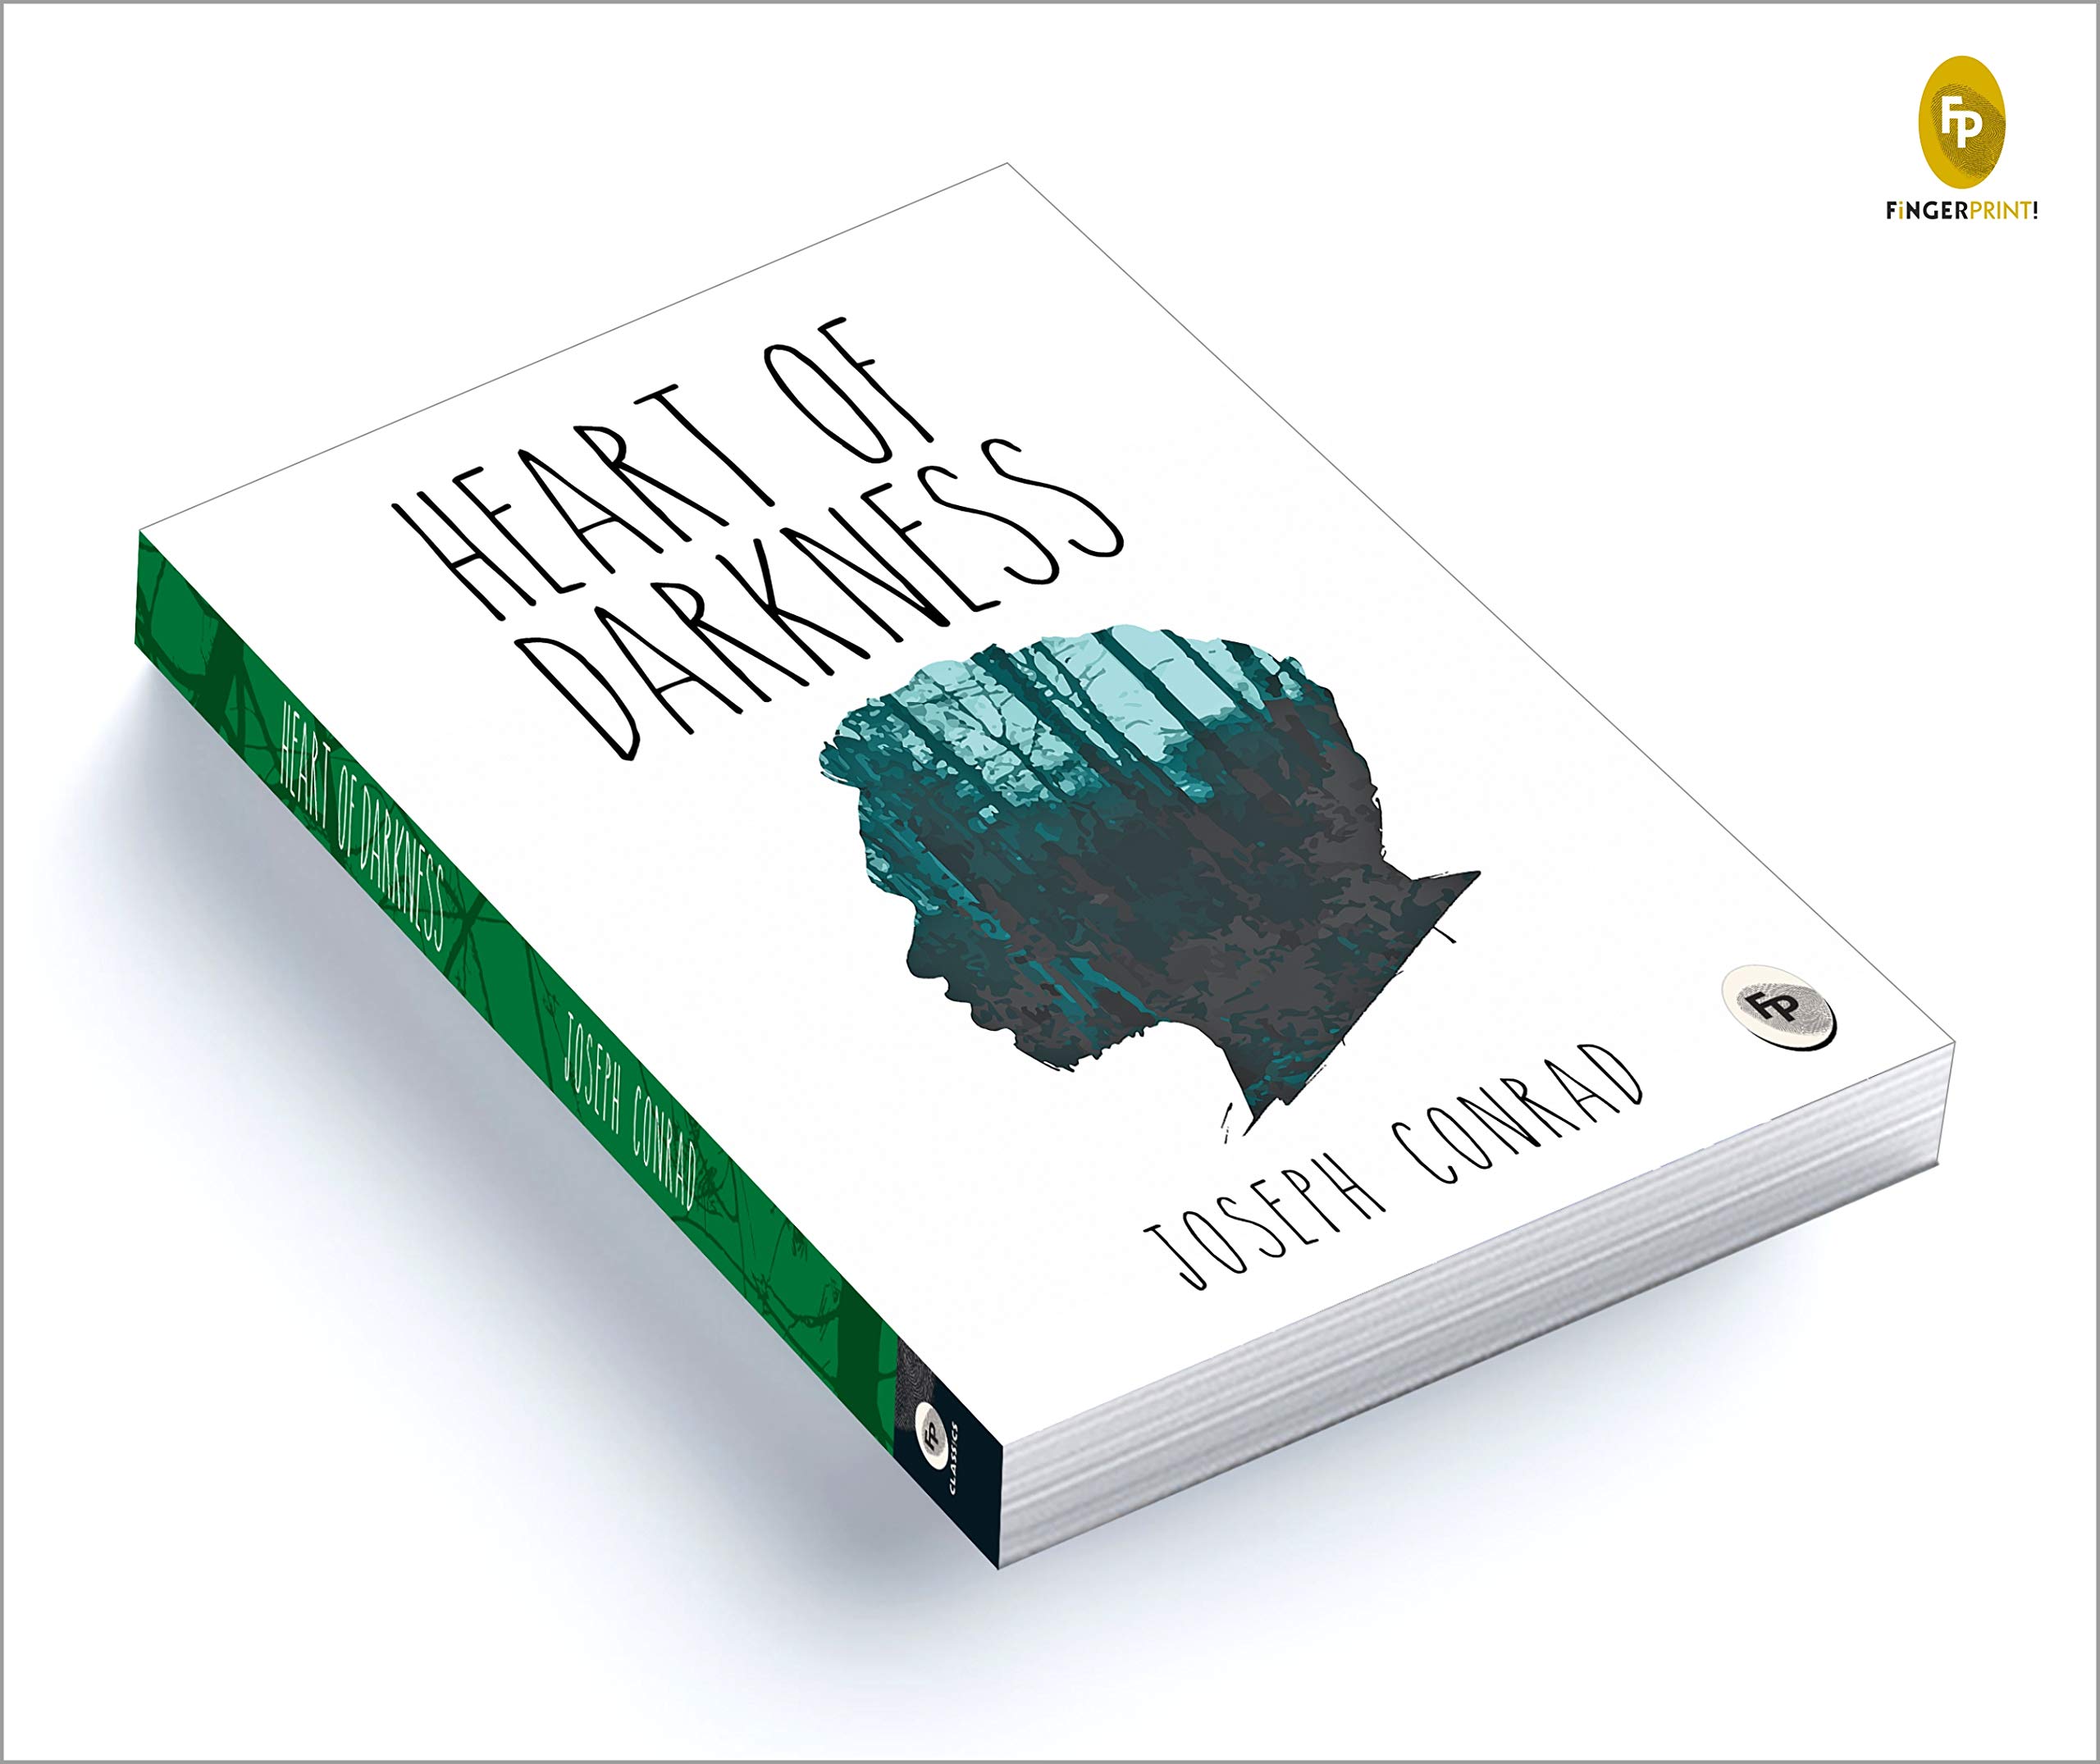 FP
FiNGERPRINT!
HEART OF
DARKNESS
JOSEPH CONRAD
FP
HEART OF DARKNESS
JOSEPH CONRAD
FP
CLASSICS